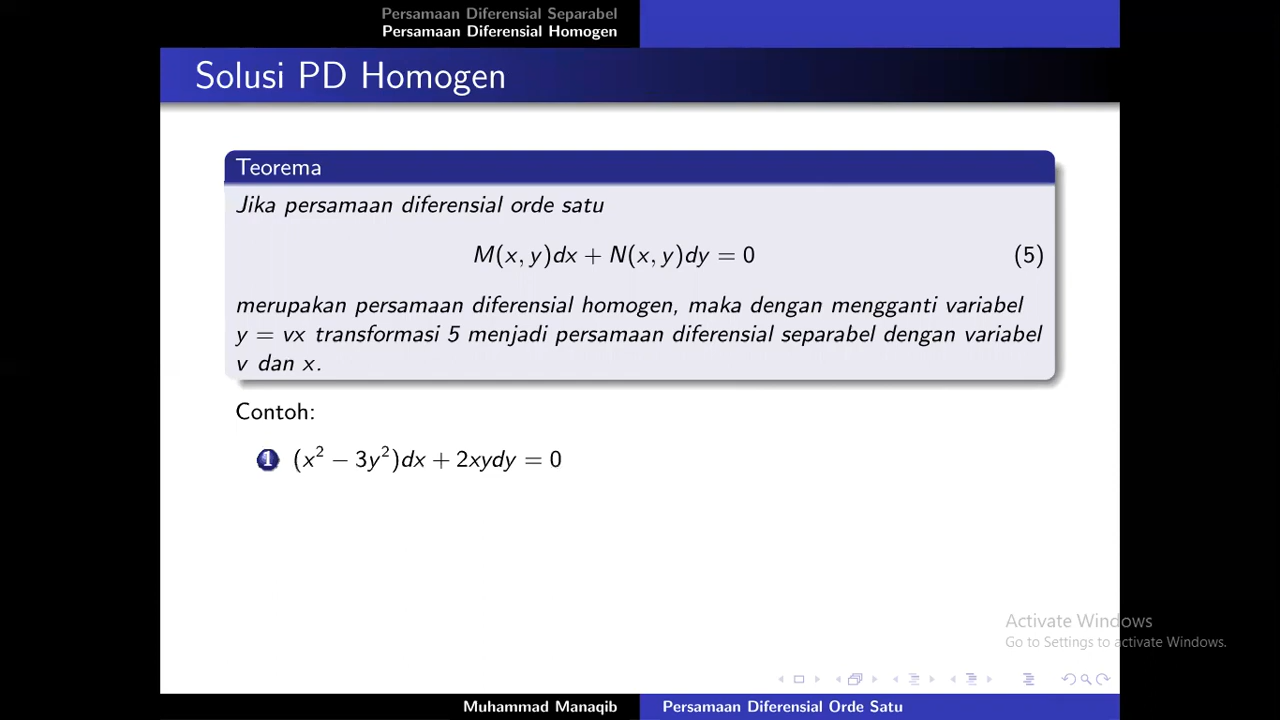 Persamaan Diferensial Separabel
Persamaan Diferensial Homogen
Solusi PD Homogen
Teorema
Jika persamaan diferensial orde satu
M(x, y)dx + N(x, y)dy = 0 (5)
merupakan persamaan diferensial homogen, maka dengan mengganti variabel
y = vx transformasi 5 menjadi persamaan diferensial separabel dengan variabel
v dan x.
Contoh:
1 (x² − 3y²)dx + 2xydy = 0
Activate Windows
Go to Settings to activate Windows.
Muhammad Manaqib Persamaan Diferensial Orde Satu